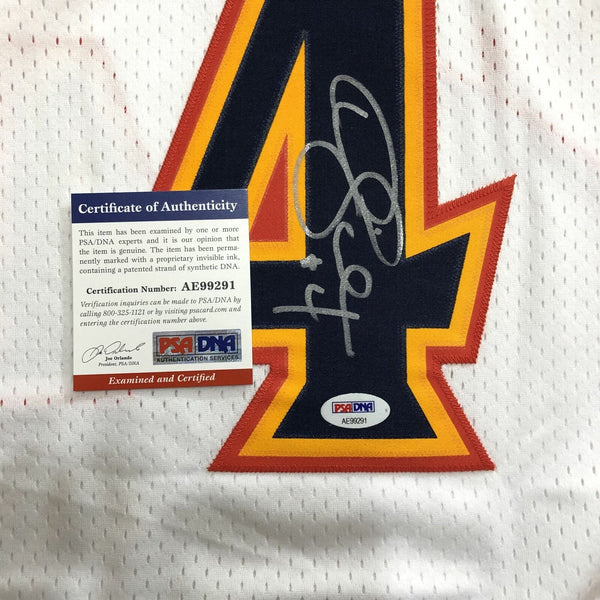 4
Certificate of Authenticity
This item has been examined by one or more
PSA/DNA experts and it is our opinion that
the item is genuine. The item has been perma-
nently marked with a proprietary invisible ink,
containing a patented strand of synthetic DNA.
Certification Number: AE99291
Verification inquiries can be made to PSA/DNA by
calling 800-325-1121 or by visiting psacard.com and
entering the certification number above.
Joe Orlando
President, PSA/DNA
PSA DNA
AUTHENTICATION SERVICES
Examined and Certified
PSA DNA
AE99291